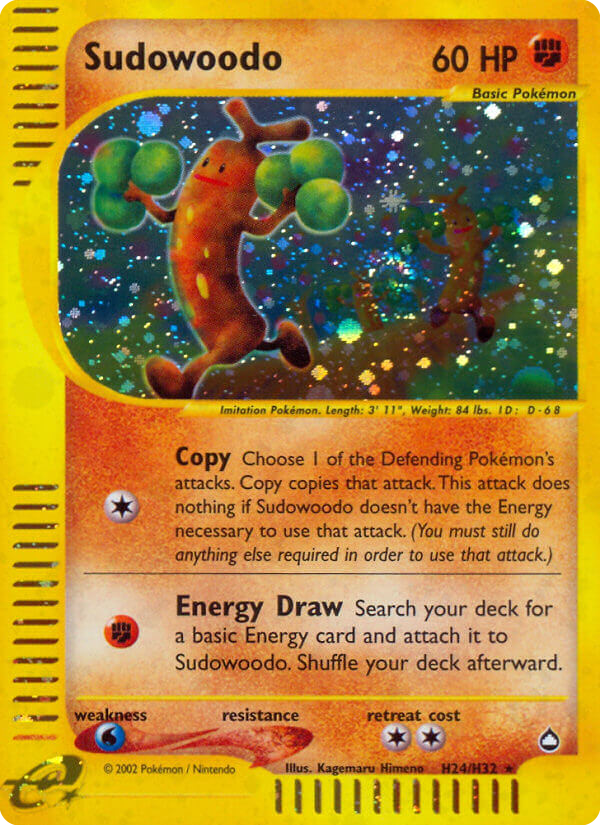 Sudowoodo 60 HP
Basic Pokémon
Imitation Pokémon. Length: 3' 11", Weight: 84 lbs. ID: D-68
Copy Choose 1 of the Defending Pokémon's
attacks. Copy copies that attack. This attack does
nothing if Sudowoodo doesn't have the Energy
necessary to use that attack. (You must still do
anything else required in order to use that attack.)
Energy Draw Search your deck for
a basic Energy card and attach it to
Sudowoodo. Shuffle your deck afterward.
weakness resistance retreat cost
© 2002 Pokémon / Nintendo Illus. Kagemaru Himeno H24/H32 ★
e